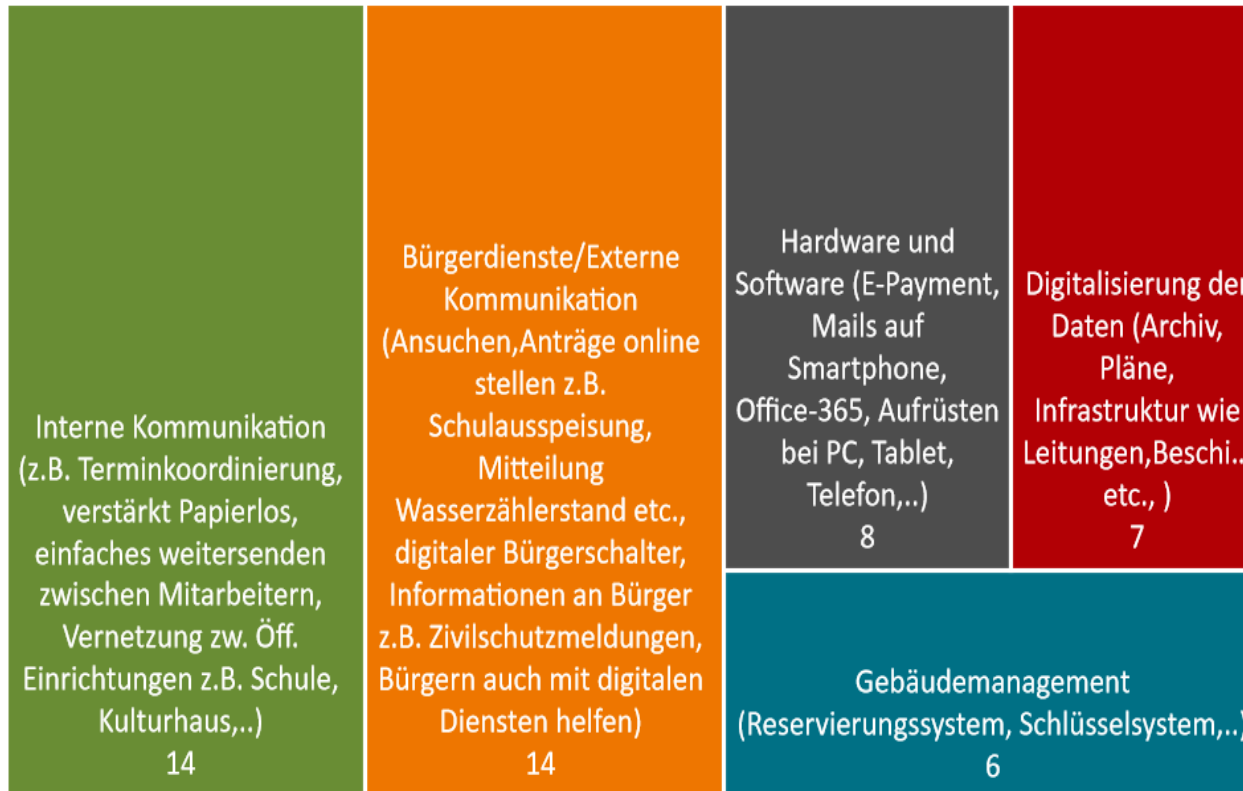 Interne Kommunikation
(z.B. Terminkoordinierung,
verstärkt Papierlos,
einfaches weitersenden
zwischen Mitarbeitern,
Vernetzung zw. Öff.
Einrichtungen z.B. Schule,
Kulturhaus,..)
14
Bürgerdienste/Externe
Kommunikation
(Ansuchen,Anträge online
stellen z.B.
Schulausspeisung,
Mitteilung
Wasserzählerstand etc.,
digitaler Bürgerschalter,
Informationen an Bürger
z.B. Zivilschutzmeldungen,
Bürgern auch mit digitalen
Diensten helfen)
14
Hardware und
Software (E-Payment,
Mails auf
Smartphone,
Office-365, Aufrüsten
bei PC, Tablet,
Telefon,..)
8
Digitalisierung der
Daten (Archiv,
Pläne,
Infrastruktur wie
Leitungen,Beschi..
etc., )
7
Gebäudemanagement
(Reservierungssystem, Schlüsselsystem,..)
6